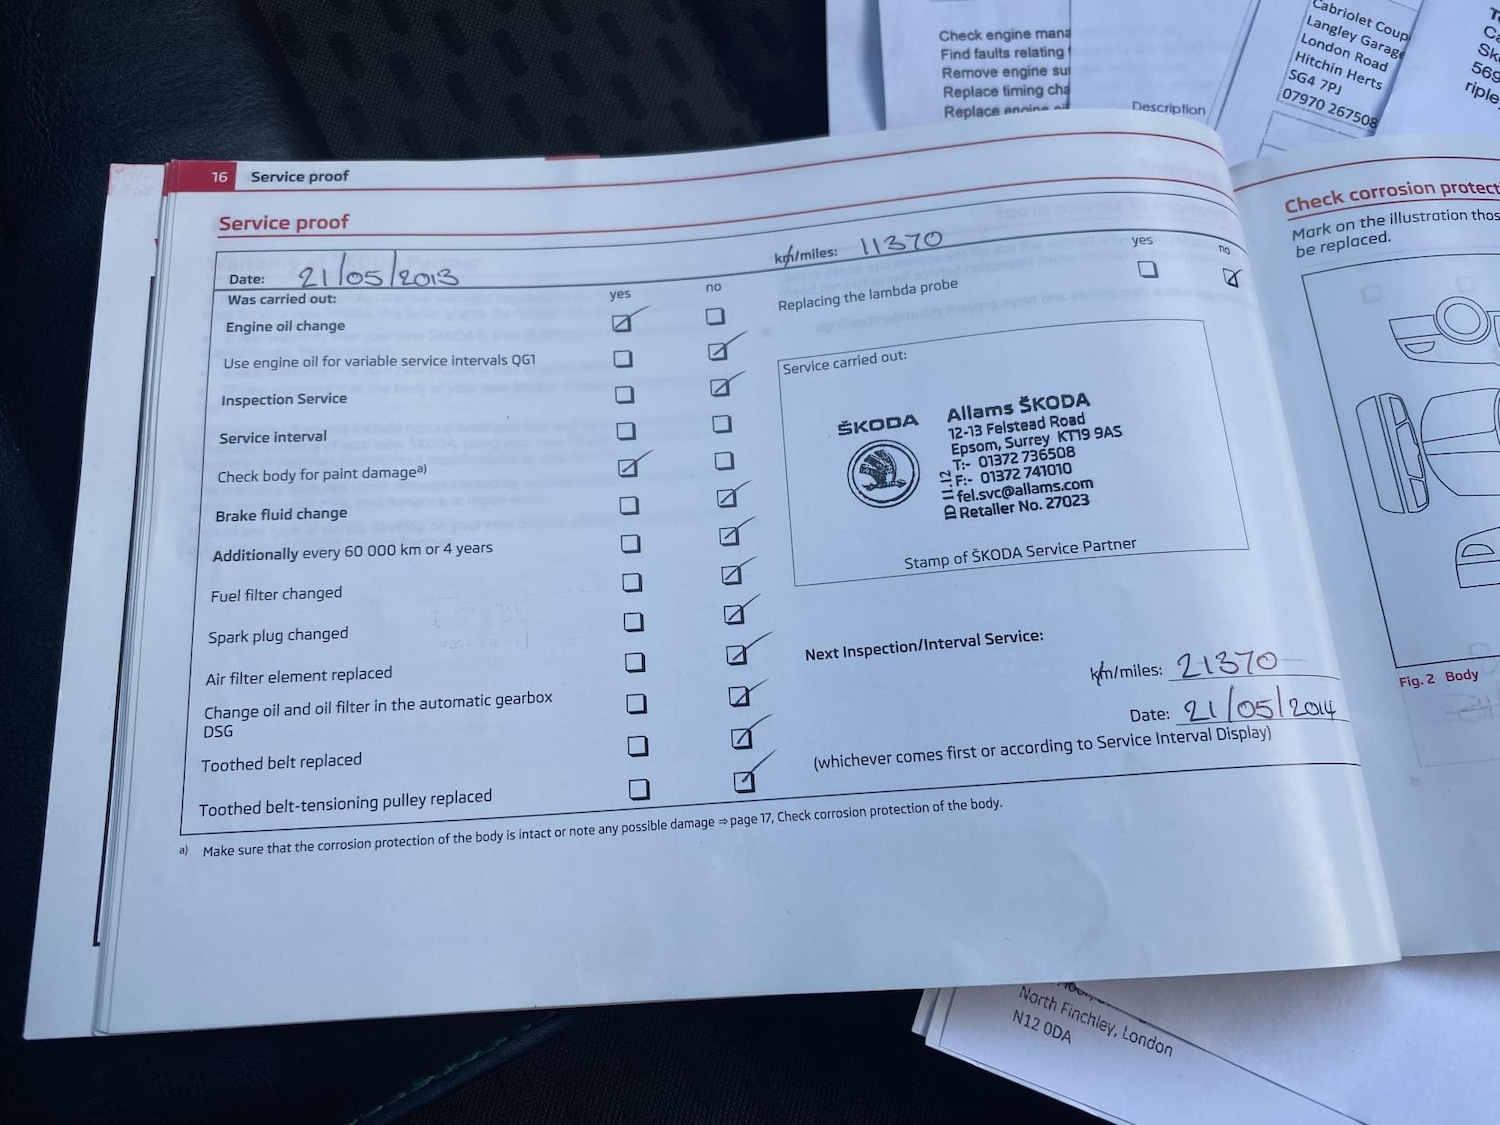 Check engine mana
Find faults relating
Remove engine su
Replace timing cha
Replace engine oi
Description
Cabriolet Coup
Langley Garage
London Road
Hitchin Herts
SG4 7PJ
07970 267508
16 Service proof
Service proof
Date: 21/05/2013
km/miles: 11370
Was carried out: yes no
Engine oil change
Use engine oil for variable service intervals QG1
Inspection Service
Service interval
Check body for paint damage a)
Brake fluid change
Additionally every 60 000 km or 4 years
Fuel filter changed
Spark plug changed
Air filter element replaced
Change oil and oil filter in the automatic gearbox
DSG
Toothed belt replaced
Toothed belt-tensioning pulley replaced
yes no
Replacing the lambda probe
Service carried out:
ŠKODA
Allams ŠKODA
12-13 Felstead Road
Epsom, Surrey KT19 9AS
T:- 01372 736508
F:- 01372 741010
fel.svc@allams.com
Retailer No. 27023
ID 11.12
Stamp of ŠKODA Service Partner
Next Inspection/Interval Service:
km/miles: 21370
Date: 21/05/2014
(whichever comes first or according to Service Interval Display)
a) Make sure that the corrosion protection of the body is intact or note any possible damage ⇒ page 17, Check corrosion protection of the body.
Check corrosion protect
Mark on the illustration thos
be replaced.
Fig. 2 Body
North Finchley, London
N12 0DA